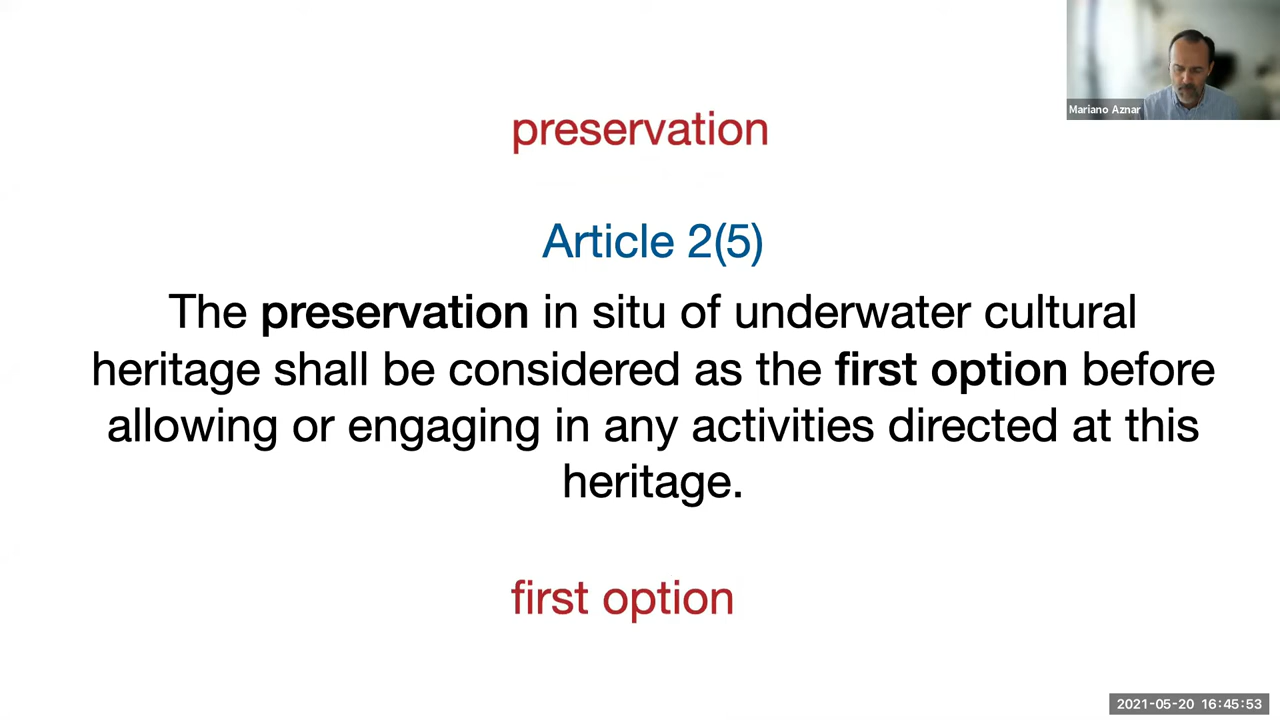 Mariano Aznar
preservation
Article 2(5)
The preservation in situ of underwater cultural
heritage shall be considered as the first option before
allowing or engaging in any activities directed at this
heritage.
first option
2021-05-20 16:45:53